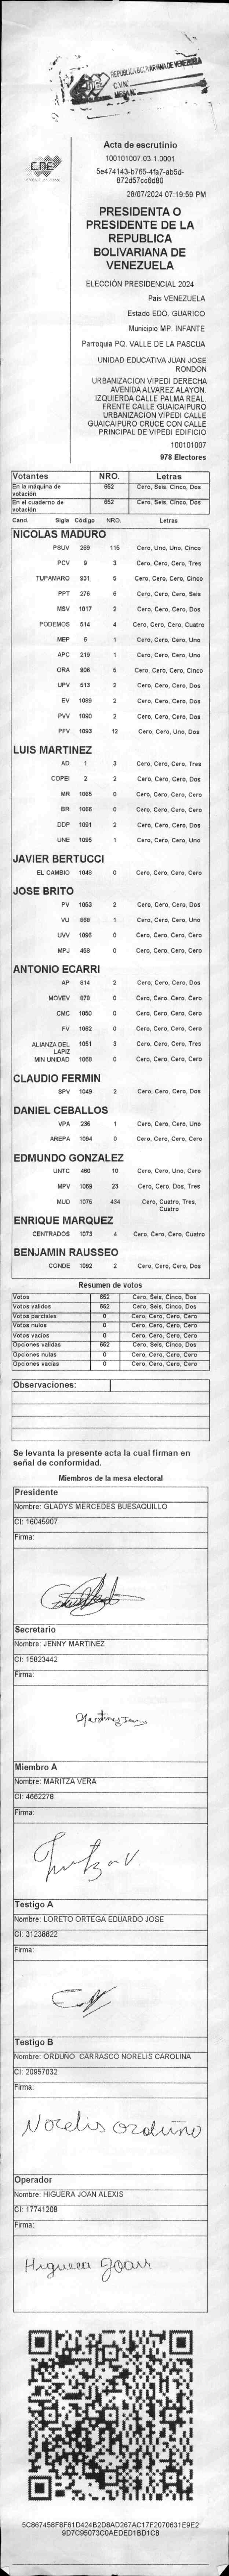 REPUBLICA BOLIVARIANA DE VENEZUELA
C.V.N°
MESA N°
CNE
Acta de escrutinio
100101007.03.1.0001
5e474143-b765-4fa7-ab5d-
872d57cc6d80
28/07/2024 07:19:59 PM
PRESIDENTA O
PRESIDENTE DE LA
REPUBLICA
BOLIVARIANA DE
VENEZUELA
ELECCIÓN PRESIDENCIAL 2024
Pais VENEZUELA
Estado EDO. GUARICO
Municipio MP. INFANTE
Parroquia PQ. VALLE DE LA PASCUA
UNIDAD EDUCATIVA JUAN JOSE
RONDON
URBANIZACION VIPEDI DERECHA
AVENIDA ALVAREZ ALAYON.
IZQUIERDA CALLE PALMA REAL.
FRENTE CALLE GUAICAIPURO
URBANIZACION VIPEDI CALLE
GUAICAIPURO CRUCE CON CALLE
PRINCIPAL DE VIPEDI EDIFICIO
100101007
978 Electores
Votantes NRO. Letras
En la máquina de votación 652 Cero, Seis, Cinco, Dos
En el cuaderno de votación 652 Cero, Seis, Cinco, Dos
Cand. Sigla Código NRO. Letras
NICOLAS MADURO
PSUV 269 115 Cero, Uno, Uno, Cinco
PCV 9 3 Cero, Cero, Cero, Tres
TUPAMARO 931 5 Cero, Cero, Cero, Cinco
PPT 276 6 Cero, Cero, Cero, Seis
MSV 1017 2 Cero, Cero, Cero, Dos
PODEMOS 514 4 Cero, Cero, Cero, Cuatro
MEP 6 1 Cero, Cero, Cero, Uno
APC 219 1 Cero, Cero, Cero, Uno
ORA 906 5 Cero, Cero, Cero, Cinco
UPV 513 2 Cero, Cero, Cero, Dos
EV 1089 2 Cero, Cero, Cero, Dos
PVV 1090 2 Cero, Cero, Cero, Dos
PFV 1093 12 Cero, Cero, Uno, Dos
LUIS MARTINEZ
AD 1 3 Cero, Cero, Cero, Tres
COPEI 2 2 Cero, Cero, Cero, Dos
MR 1065 0 Cero, Cero, Cero, Cero
BR 1066 0 Cero, Cero, Cero, Cero
DDP 1091 2 Cero, Cero, Cero, Dos
UNE 1095 1 Cero, Cero, Cero, Uno
JAVIER BERTUCCI
EL CAMBIO 1048 0 Cero, Cero, Cero, Cero
JOSE BRITO
PV 1053 2 Cero, Cero, Cero, Dos
VU 868 1 Cero, Cero, Cero, Uno
UVV 1096 0 Cero, Cero, Cero, Cero
MPJ 458 0 Cero, Cero, Cero, Cero
ANTONIO ECARRI
AP 814 2 Cero, Cero, Cero, Dos
MOVEV 878 0 Cero, Cero, Cero, Cero
CMC 1050 0 Cero, Cero, Cero, Cero
FV 1062 0 Cero, Cero, Cero, Cero
ALIANZA DEL LAPIZ 1051 3 Cero, Cero, Cero, Tres
MIN UNIDAD 1068 0 Cero, Cero, Cero, Cero
CLAUDIO FERMIN
SPV 1049 2 Cero, Cero, Cero, Dos
DANIEL CEBALLOS
VPA 236 1 Cero, Cero, Cero, Uno
AREPA 1094 0 Cero, Cero, Cero, Cero
EDMUNDO GONZALEZ
UNTC 460 10 Cero, Cero, Uno, Cero
MPV 1069 23 Cero, Cero, Dos, Tres
MUD 1075 434 Cero, Cuatro, Tres, Cuatro
ENRIQUE MARQUEZ
CENTRADOS 1073 4 Cero, Cero, Cero, Cuatro
BENJAMIN RAUSSEO
CONDE 1092 2 Cero, Cero, Cero, Dos
Resumen de votos
Votos 652 Cero, Seis, Cinco, Dos
Votos validos 652 Cero, Seis, Cinco, Dos
Votos parciales 0 Cero, Cero, Cero, Cero
Votos nulos 0 Cero, Cero, Cero, Cero
Votos vacios 0 Cero, Cero, Cero, Cero
Opciones validas 652 Cero, Seis, Cinco, Dos
Opciones nulas 0 Cero, Cero, Cero, Cero
Opciones vacias 0 Cero, Cero, Cero, Cero
Observaciones:
Se levanta la presente acta la cual firman en
señal de conformidad.
Miembros de la mesa electoral
Presidente
Nombre: GLADYS MERCEDES BUESAQUILLO
CI: 16045907
Firma:
Secretario
Nombre: JENNY MARTINEZ
CI: 15823442
Firma:
Miembro A
Nombre: MARITZA VERA
CI: 4662278
Firma:
Testigo A
Nombre: LORETO ORTEGA EDUARDO JOSE
CI: 31238822
Firma:
Testigo B
Nombre: ORDUÑO CARRASCO NORELIS CAROLINA
CI: 20957032
Firma:
Norelis Orduño
Operador
Nombre: HIGUERA JOAN ALEXIS
CI: 17741208
Firma:
Higuera Joan
5C867458F8F61D424B2D8AD267AC17F2070631E9E2
9D7C95073C0AEDED1BD1C8